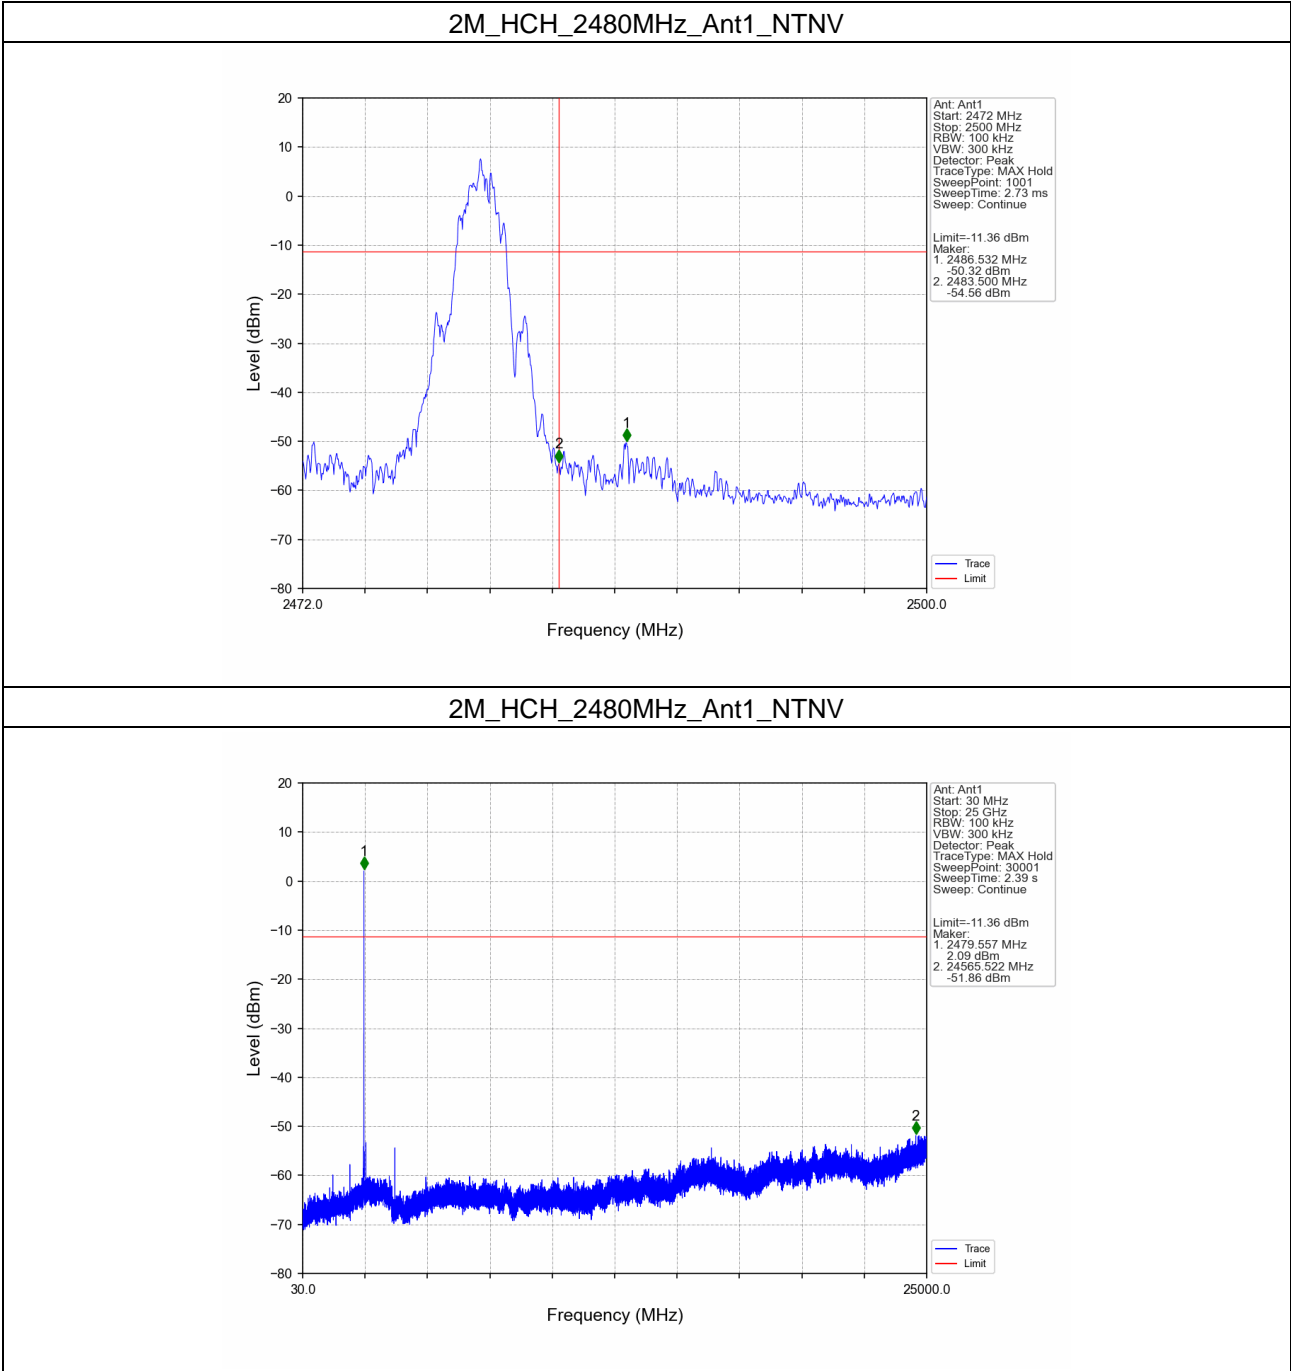 2M_HCH_2480MHz_Ant1_NTNV
20
10
0
−10
−20
−30
−40
−50
−60
−70
−80
Level (dBm)
2472.0
2500.0
Frequency (MHz)
1
2
Ant: Ant1
Start: 2472 MHz
Stop: 2500 MHz
RBW: 100 kHz
VBW: 300 kHz
Detector: Peak
TraceType: MAX Hold
SweepPoint: 1001
SweepTime: 2.73 ms
Sweep: Continue
Limit=-11.36 dBm
Maker:
1. 2486.532 MHz
-50.32 dBm
2. 2483.500 MHz
-54.56 dBm
Trace
Limit
2M_HCH_2480MHz_Ant1_NTNV
20
10
0
−10
−20
−30
−40
−50
−60
−70
−80
Level (dBm)
30.0
25000.0
Frequency (MHz)
1
2
Ant: Ant1
Start: 30 MHz
Stop: 25 GHz
RBW: 100 kHz
VBW: 300 kHz
Detector: Peak
TraceType: MAX Hold
SweepPoint: 30001
SweepTime: 2.39 s
Sweep: Continue
Limit=-11.36 dBm
Maker:
1. 2479.557 MHz
2.09 dBm
2. 24565.522 MHz
-51.86 dBm
Trace
Limit